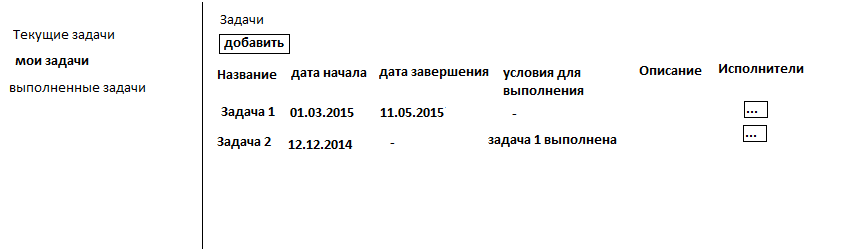 Текущие задачи
мои задачи
выполненные задачи
Задачи
добавить
Название дата начала дата завершения условия для выполнения Описание Исполнители
Задача 1 01.03.2015 11.05.2015 - ...
Задача 2 12.12.2014 - задача 1 выполнена ...